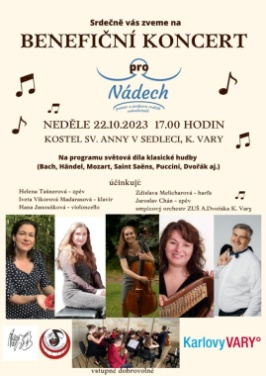 Srdečně vás zveme na
BENEFIČNÍ KONCERT
pro
Nádech
NEDĚLE 22.10.2023 17.00 HODIN
KOSTEL SV. ANNY V SEDLECI, K. VARY
Na programu světová díla klasické hudby
(Bach, Händel, Mozart, Saint Saëns, Puccini, Dvořák aj.)
účinkují:
Helena Tašnerová - zpěv
Iveta Vikorová Madarasová - klavír
Hana Janoušková - violoncello
Zdislava Melicharová - harfa
Jaroslav Chán - zpěv
smyčcový orchestr ZUŠ A.Dvořáka K. Vary
KarlovyVARY°
vstupné dobrovolné